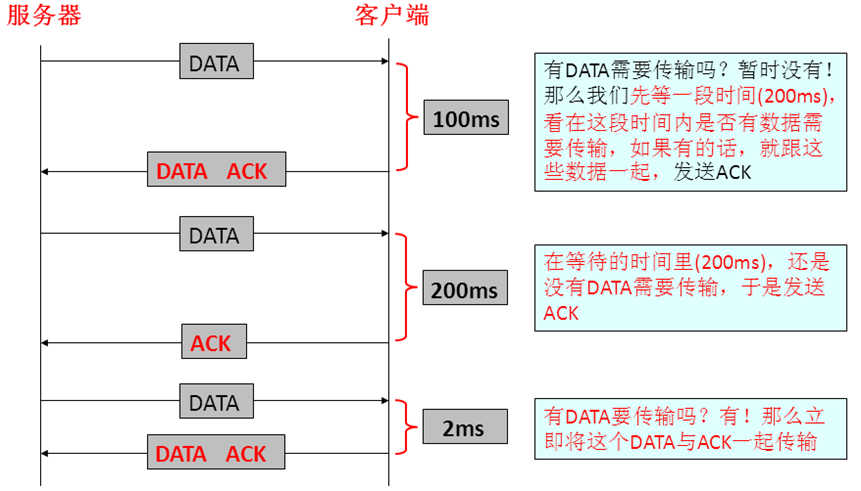 服务器
客户端
DATA
100ms
DATA ACK
有DATA需要传输吗？暂时没有！
那么我们先等一段时间(200ms)，
看在这段时间内是否有数据需
要传输，如果有的话，就跟这
些数据一起，发送ACK
DATA
200ms
ACK
在等待的时间里(200ms)，还是
没有DATA需要传输，于是发送
ACK
DATA
2ms
DATA ACK
有DATA要传输吗？有！那么立
即将这个DATA与ACK一起传输